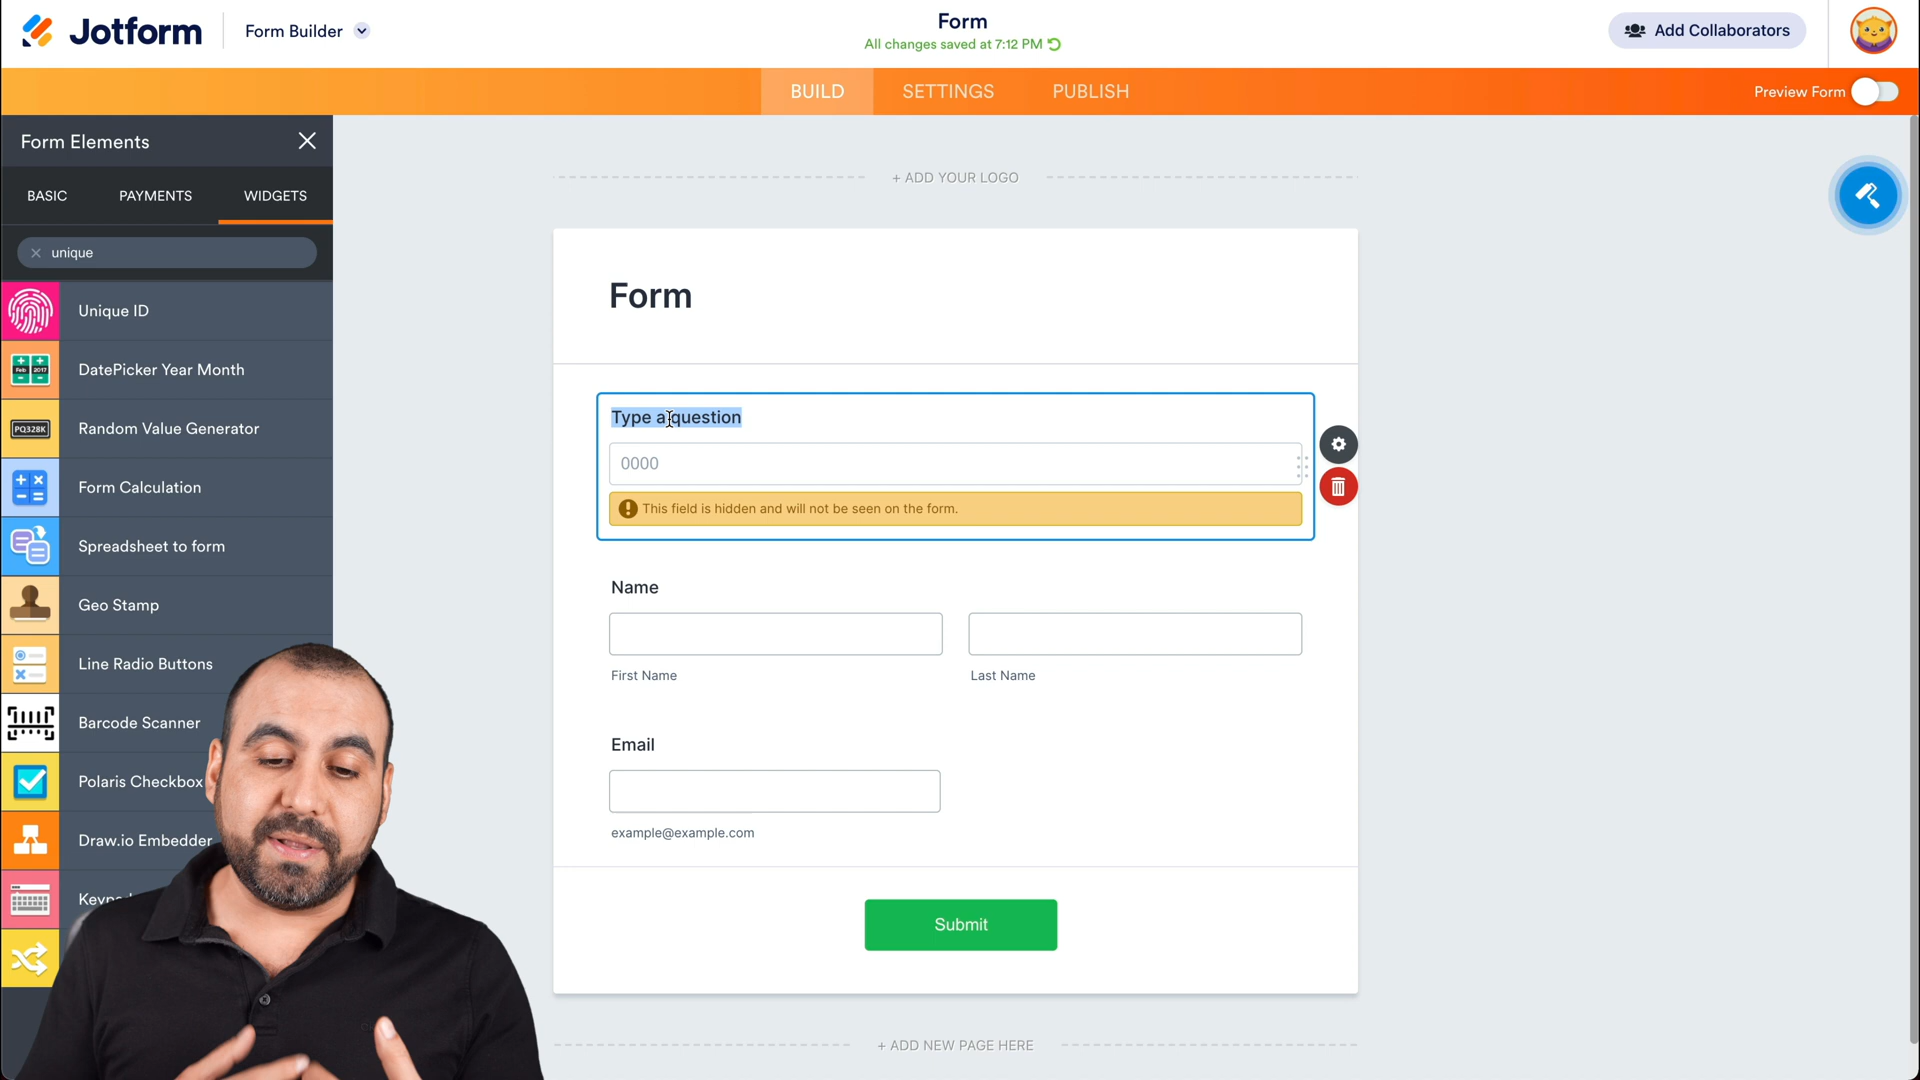 Jotform
Form Builder
Form
All changes saved at 7:12 PM
Add Collaborators
BUILD
SETTINGS
PUBLISH
Preview Form
Form Elements
BASIC
PAYMENTS
WIDGETS
unique
Unique ID
DatePicker Year Month
Feb 2017
Random Value Generator
PQ328K
Form Calculation
Spreadsheet to form
Geo Stamp
Line Radio Buttons
Barcode Scanner
Polaris Checkbox
Draw.io Embedder
+ ADD YOUR LOGO
Form
Type a question
0000
This field is hidden and will not be seen on the form.
Name
First Name
Last Name
Email
example@example.com
Submit
+ ADD NEW PAGE HERE